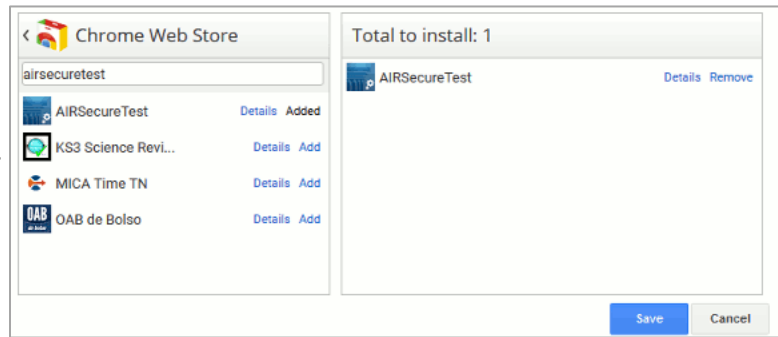 Chrome Web Store
airsecuretest
AIRSecureTest Details Added
KS3 Science Revi... Details Add
MICA Time TN Details Add
OAB de Bolso Details Add
Total to install: 1
AIRSecureTest Details Remove
Save Cancel